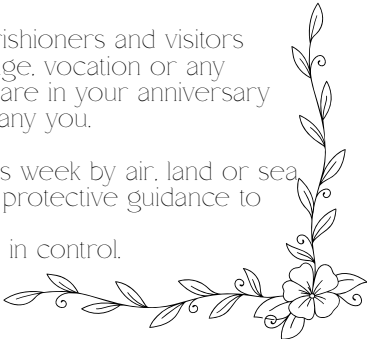 rishioners and visitors
ge, vocation or any
are in your anniversary
any you.
s week by air, land or sea,
protective guidance to
in control.